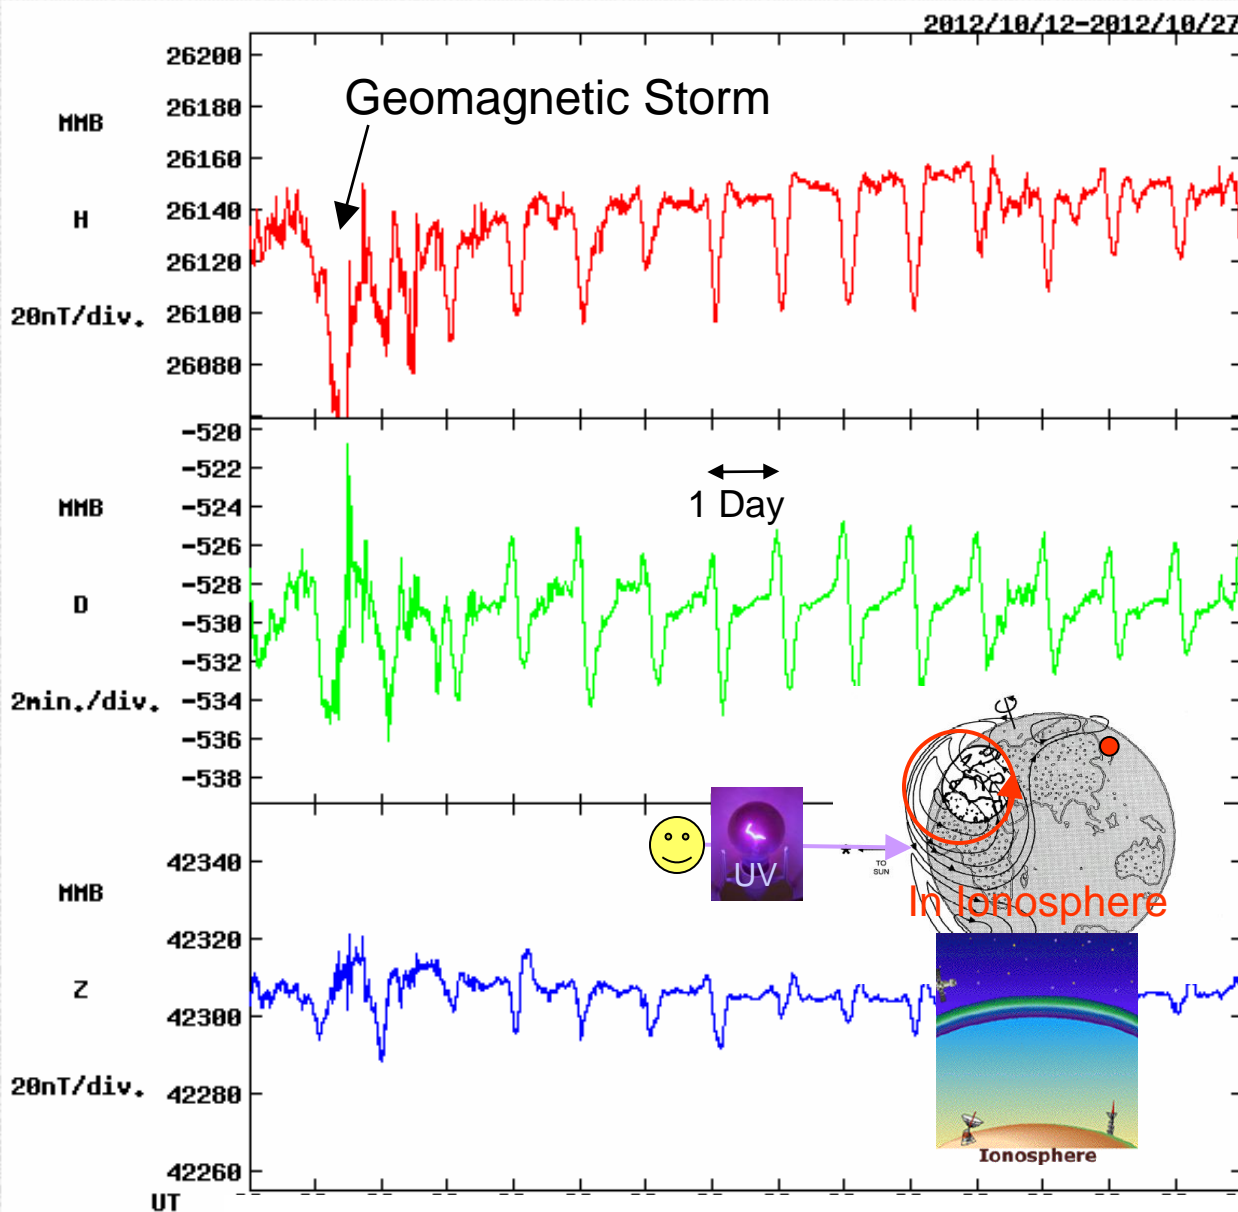 2012/10/12-2012/10/27
26200
Geomagnetic Storm
26180
MMB
26160
26140
H
26120
20nT/div.
26100
26080
-520
-522
1 Day
MMB
-524
-526
-528
D
-530
-532
2min./div.
-534
-536
-538
UV
TO
SUN
In Ionosphere
42340
MMB
42320
Z
42300
20nT/div.
42280
Ionosphere
42260
UT